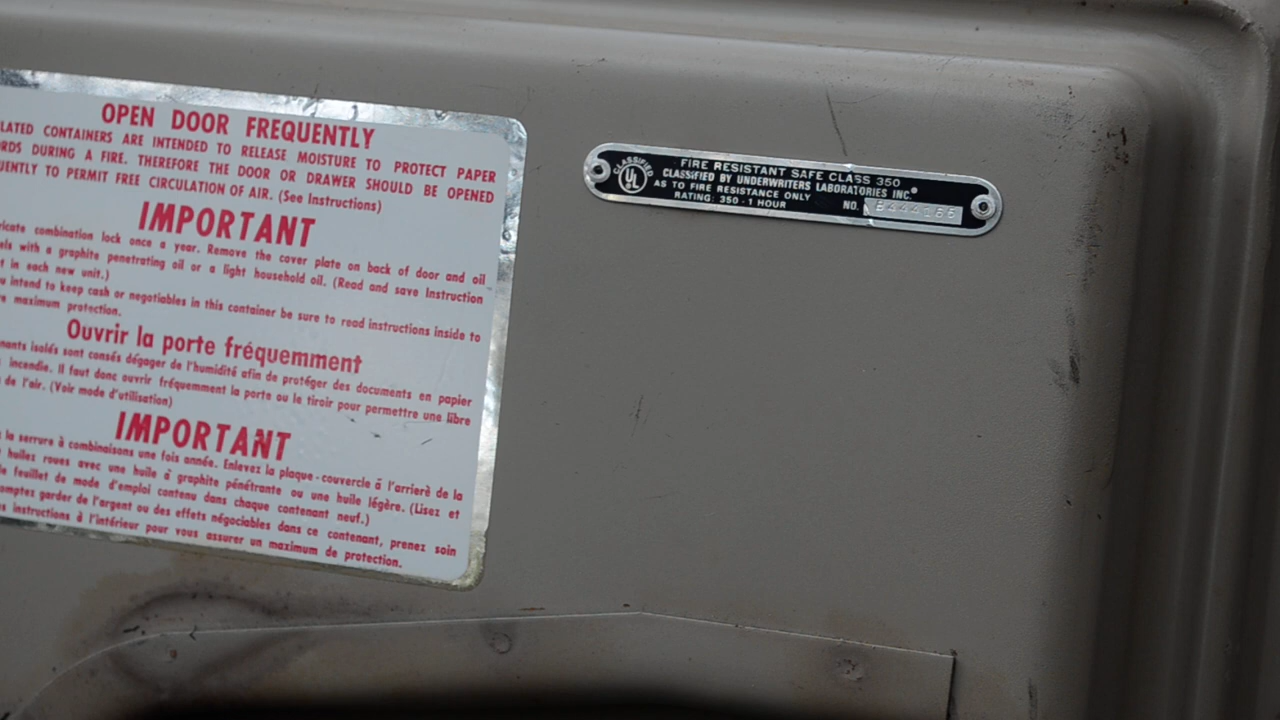 OPEN DOOR FREQUENTLY
LATED CONTAINERS ARE INTENDED TO RELEASE MOISTURE TO PROTECT PAPER
RDS DURING A FIRE. THEREFORE THE DOOR OR DRAWER SHOULD BE OPENED
UENTLY TO PERMIT FREE CIRCULATION OF AIR. (See Instructions)
IMPORTANT
ricate combination lock once a year. Remove the cover plate on back of door and oil
els with a graphite penetrating oil or a light household oil. (Read and save Instruction
t in each new unit.)
u intend to keep cash or negotiables in this container be sure to read instructions inside to
e maximum protection.
Ouvrir la porte fréquemment
nants isolés sont consés dégager de l'humidité afin de protéger des documents en papier
incendie. Il faut donc ouvrir fréquemment la porte ou le tiroir pour permettre une libre
de l'air. (Voir mode d'utilisation)
IMPORTANT
la serrure à combinaisons une fois année. Enlevez la plaque-couvercle à l'arrierè de la
huilez roues avec une huile à graphite pénétrante ou une huile légère. (Lisez et
le feuillet de mode d'emploi contenu dans chaque contenant neuf.)
omptez garder de l'argent ou des effets négociables dans ce contenant, prenez soin
s instructions à l'intérieur pour vous assurer un maximum de protection.
CLASSIFIED
UL
FIRE RESISTANT SAFE CLASS 350
CLASSIFIED BY UNDERWRITERS LABORATORIES INC.®
AS TO FIRE RESISTANCE ONLY
RATING: 350 - 1 HOUR NO.